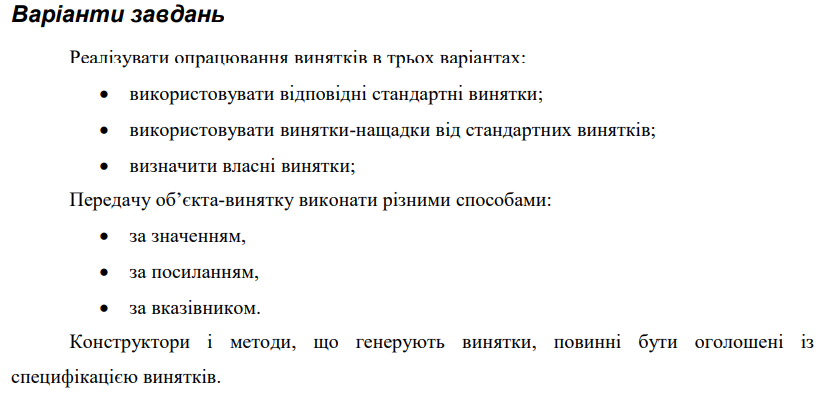 Варіанти завдань
Реалізувати опрацювання винятків в трьох варіантах:
• використовувати відповідні стандартні винятки;
• використовувати винятки-нащадки від стандартних винятків;
• визначити власні винятки;
Передачу об’єкта-винятку виконати різними способами:
• за значенням,
• за посиланням,
• за вказівником.
Конструктори і методи, що генерують винятки, повинні бути оголошені із
специфікацією винятків.